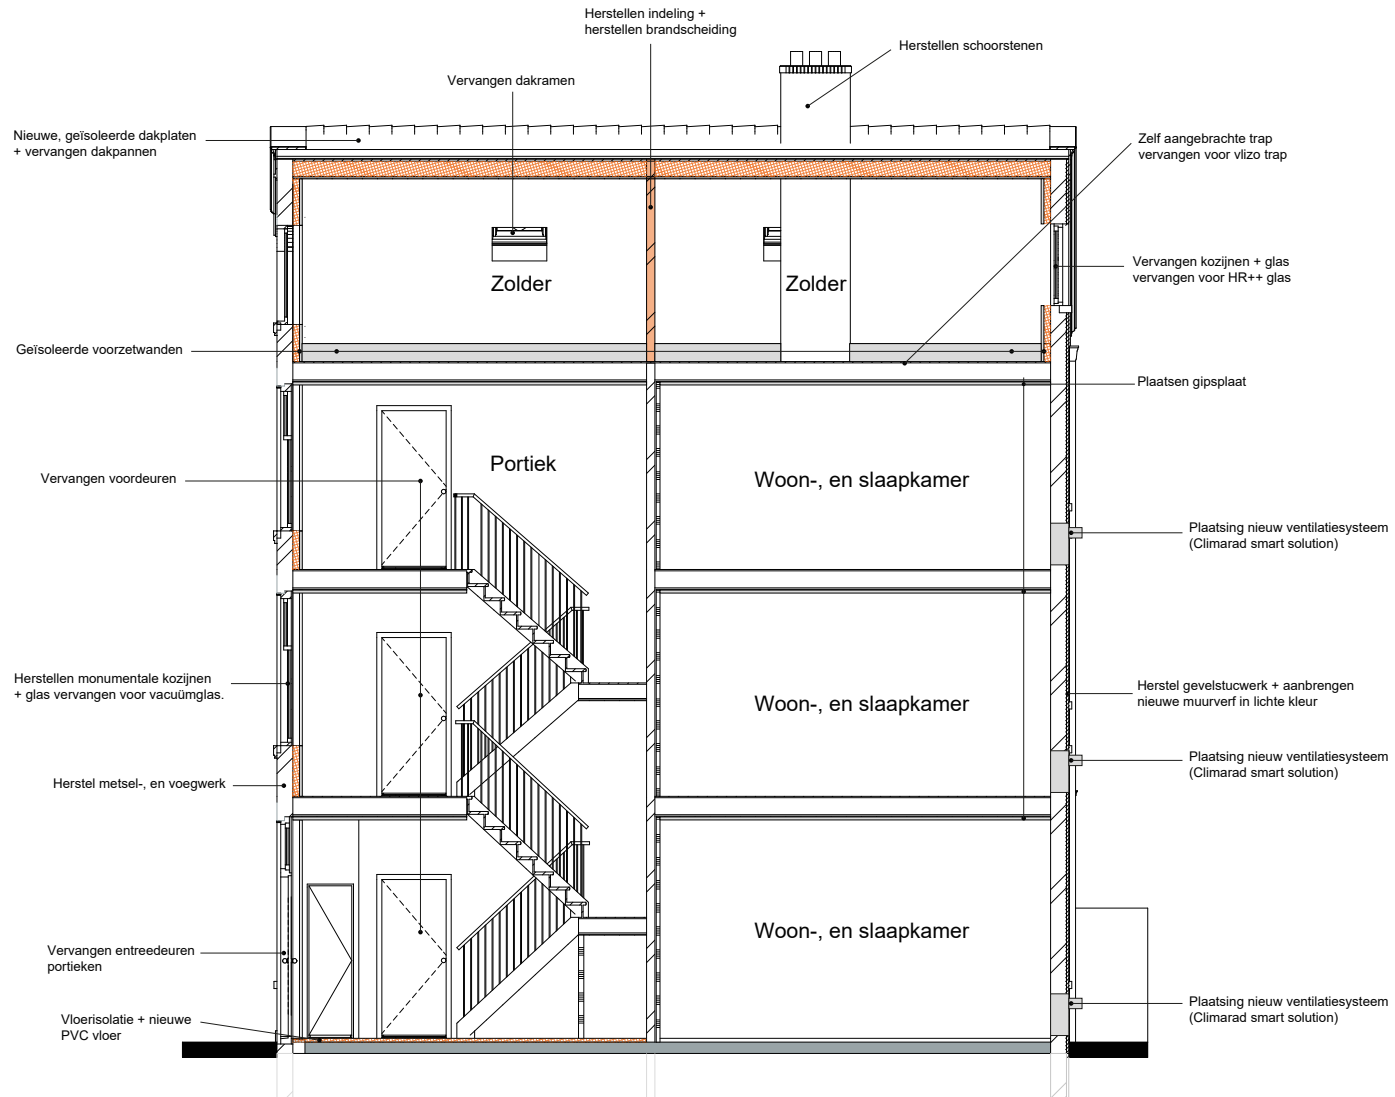 Herstellen indeling +
herstellen brandscheiding
Herstellen schoorstenen
Vervangen dakramen
Nieuwe, geïsoleerde dakplaten
+ vervangen dakpannen
Zelf aangebrachte trap
vervangen voor vlizo trap
Vervangen kozijnen + glas
vervangen voor HR++ glas
Zolder
Zolder
Geïsoleerde voorzetwanden
Plaatsen gipsplaat
Portiek
Woon-, en slaapkamer
Vervangen voordeuren
Plaatsing nieuw ventilatiesysteem
(Climarad smart solution)
Herstellen monumentale kozijnen
+ glas vervangen voor vacuümglas.
Woon-, en slaapkamer
Herstel gevelstucwerk + aanbrengen
nieuwe muurverf in lichte kleur
Plaatsing nieuw ventilatiesysteem
(Climarad smart solution)
Herstel metsel-, en voegwerk
Woon-, en slaapkamer
Vervangen entreedeuren
portieken
Plaatsing nieuw ventilatiesysteem
(Climarad smart solution)
Vloerisolatie + nieuwe
PVC vloer